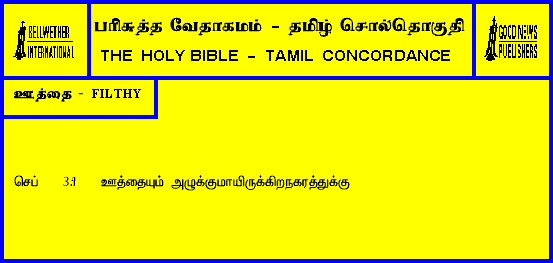 BELLWETHER
INTERNATIONAL
பரிசுத்த வேதாகமம் - தமிழ் சொல்தொகுதி
THE HOLY BIBLE - TAMIL CONCORDANCE
GOOD NEWS
PUBLISHERS
ஊத்தை - FILTHY
செப் 3:1 ஊத்தையும் அழுக்குமாயிருக்கிறநகரத்துக்கு